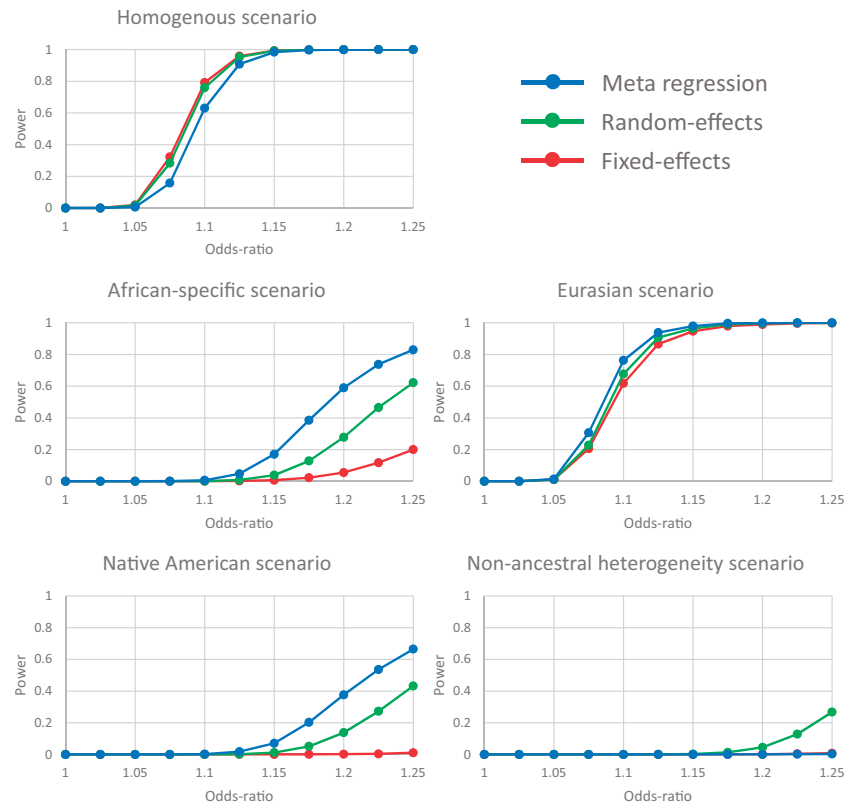 Homogenous scenario
1
0.8
0.6
0.4
0.2
0
Power
1 1.05 1.1 1.15 1.2 1.25
Odds-ratio
Meta regression
Random-effects
Fixed-effects
African-specific scenario
1
0.8
0.6
0.4
0.2
0
Power
1 1.05 1.1 1.15 1.2 1.25
Odds-ratio
Eurasian scenario
1
0.8
0.6
0.4
0.2
0
Power
1 1.05 1.1 1.15 1.2 1.25
Odds-ratio
Native American scenario
1
0.8
0.6
0.4
0.2
0
Power
1 1.05 1.1 1.15 1.2 1.25
Odds-ratio
Non-ancestral heterogeneity scenario
1
0.8
0.6
0.4
0.2
0
Power
1 1.05 1.1 1.15 1.2 1.25
Odds-ratio